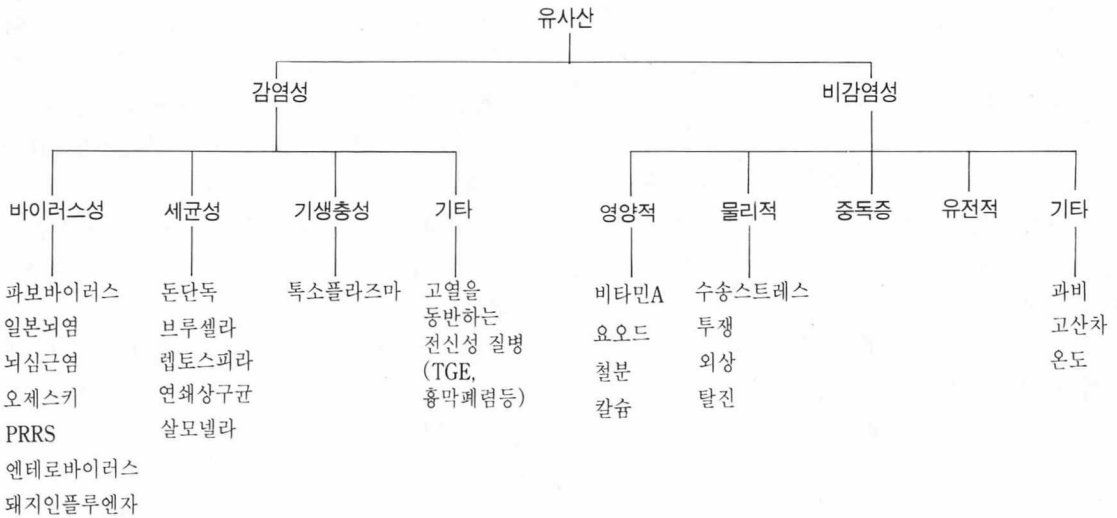 유사산
감염성 비감염성
바이러스성 세균성 기생충성 기타 영양적 물리적 중독증 유전적 기타
파보바이러스
일본뇌염
뇌심근염
오제스키
PRRS
엔테로바이러스
돼지인플루엔자
돈단독
브루셀라
렙토스피라
연쇄상구균
살모넬라
톡소플라즈마
고열을
동반하는
전신성 질병
(TGE,
흉막폐렴등)
비타민A
요오드
철분
칼슘
수송스트레스
투쟁
외상
탈진
과비
고산차
온도